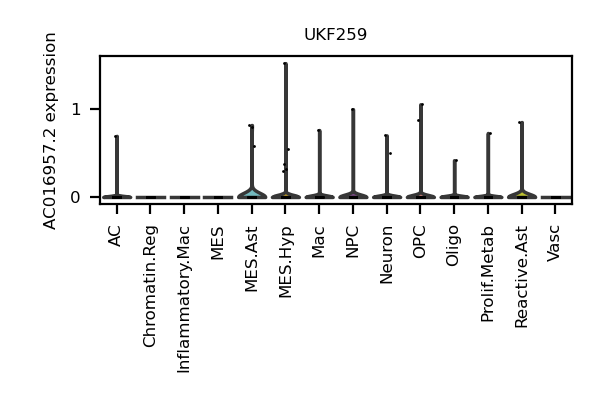 UKF259
AC016957.2 expression
1
0
AC
Chromatin.Reg
Inflammatory.Mac
MES
MES.Ast
MES.Hyp
Mac
NPC
Neuron
OPC
Oligo
Prolif.Metab
Reactive.Ast
Vasc